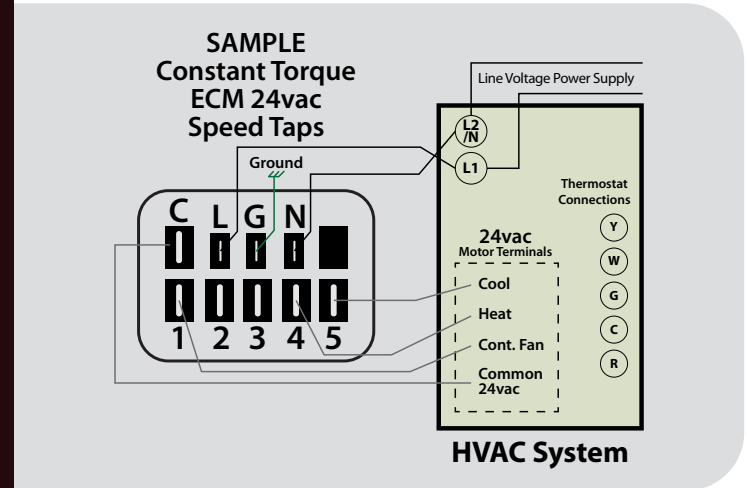 SAMPLE
Constant Torque
ECM 24vac
Speed Taps
Ground
C L G N
1 2 3 4 5
Line Voltage Power Supply
L2
/N
L1
Thermostat
Connections
Y
W
G
C
R
24vac
Motor Terminals
Cool
Heat
Cont. Fan
Common
24vac
HVAC System